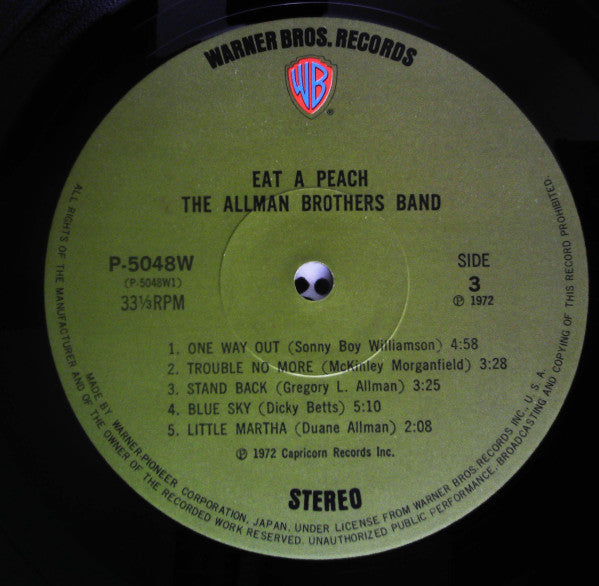 WARNER BROS. RECORDS
WB
®
EAT A PEACH
THE ALLMAN BROTHERS BAND
P-5048W
(P-5048W1)
33⅓RPM
SIDE
3
℗ 1972
1. ONE WAY OUT (Sonny Boy Williamson) 4:58
2. TROUBLE NO MORE (McKinley Morganfield) 3:28
3. STAND BACK (Gregory L. Allman) 3:25
4. BLUE SKY (Dicky Betts) 5:10
5. LITTLE MARTHA (Duane Allman) 2:08
℗ 1972 Capricorn Records Inc.
STEREO
ALL RIGHTS OF THE MANUFACTURER AND OF THE OWNER OF THE RECORDED WORK RESERVED. UNAUTHORIZED PUBLIC PERFORMANCE, BROADCASTING AND COPYING OF THIS RECORD PROHIBITED.
MADE BY WARNER-PIONEER CORPORATION, JAPAN, UNDER LICENSE FROM WARNER BROS. RECORDS INC., U. S. A.